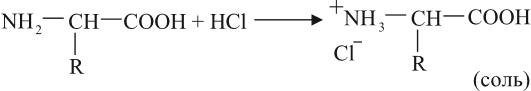 NH₂—CH—COOH + HCl ⟶ ⁺NH₃—CH—COOH
R Cl⁻ R
(соль)